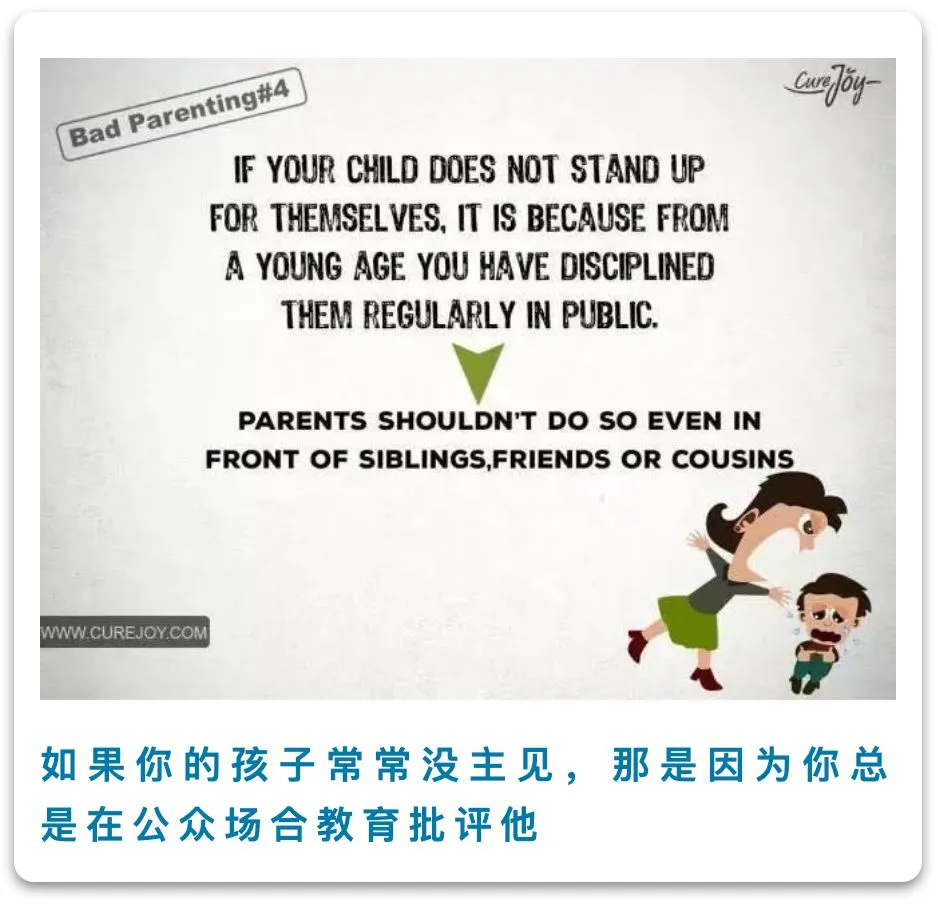 Bad Parenting#4
CureJoy
IF YOUR CHILD DOES NOT STAND UP
FOR THEMSELVES, IT IS BECAUSE FROM
A YOUNG AGE YOU HAVE DISCIPLINED
THEM REGULARLY IN PUBLIC.
PARENTS SHOULDN'T DO SO EVEN IN
FRONT OF SIBLINGS,FRIENDS OR COUSINS
WWW.CUREJOY.COM
如果你的孩子常常没主见，那是因为你总
是在公众场合教育批评他